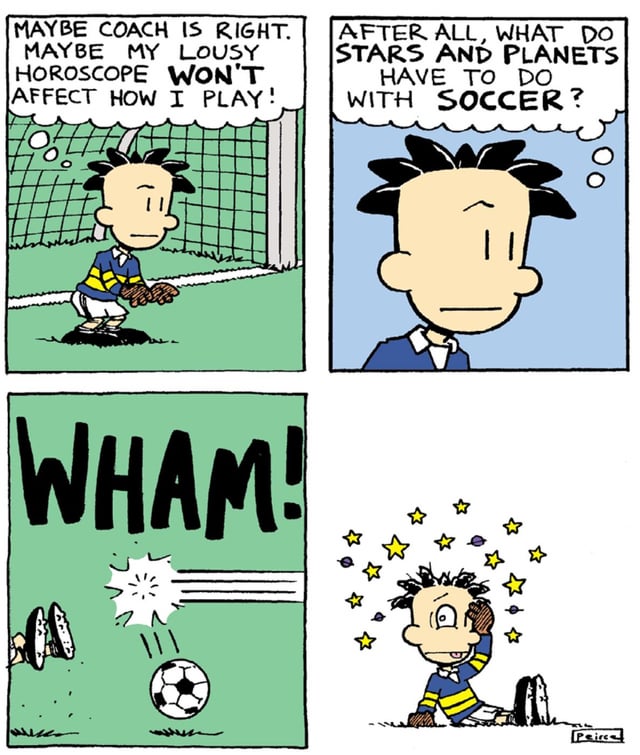 MAYBE COACH IS RIGHT.
MAYBE MY LOUSY
HOROSCOPE WON'T
AFFECT HOW I PLAY!
AFTER ALL, WHAT DO
STARS AND PLANETS
HAVE TO DO
WITH SOCCER?
WHAM!
Peirce